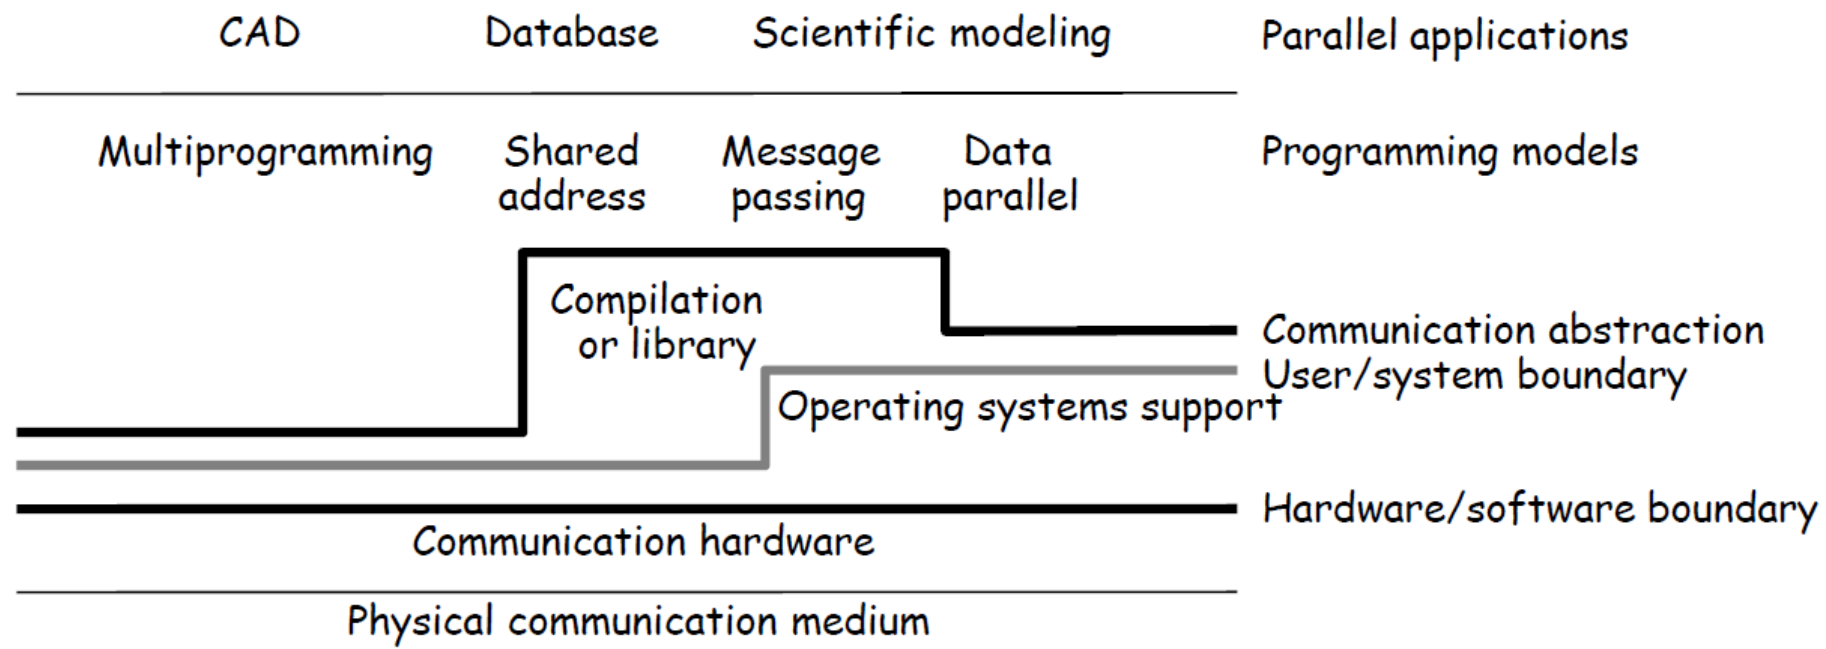 CAD Database Scientific modeling Parallel applications
Multiprogramming Shared address Message passing Data parallel Programming models
Compilation or library
Communication abstraction
User/system boundary
Operating systems support
Hardware/software boundary
Communication hardware
Physical communication medium